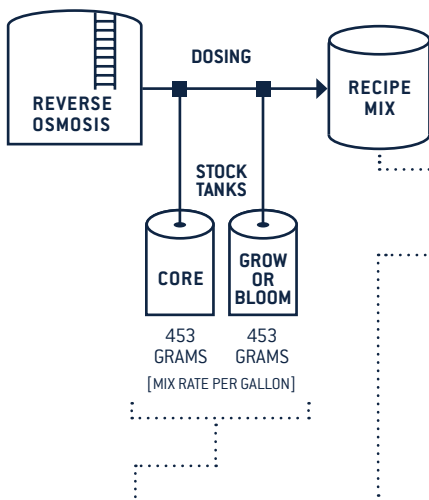 DOSING
REVERSE
OSMOSIS
RECIPE
MIX
STOCK
TANKS
CORE
GROW
OR
BLOOM
453
GRAMS
453
GRAMS
[MIX RATE PER GALLON]